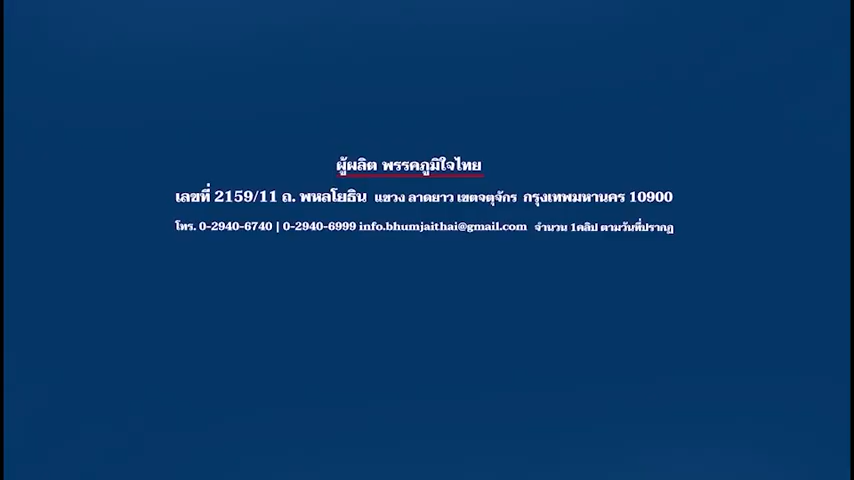 ผู้ผลิต พรรคภูมิใจไทย
เลขที่ 2159/11 ถ. พหลโยธิน แขวง ลาดยาว เขตจตุจักร กรุงเทพมหานคร 10900
โทร. 0-2940-6740 | 0-2940-6999 info.bhumjaithai@gmail.com จำนวน 1คลิป ตามวันที่ปรากฏ